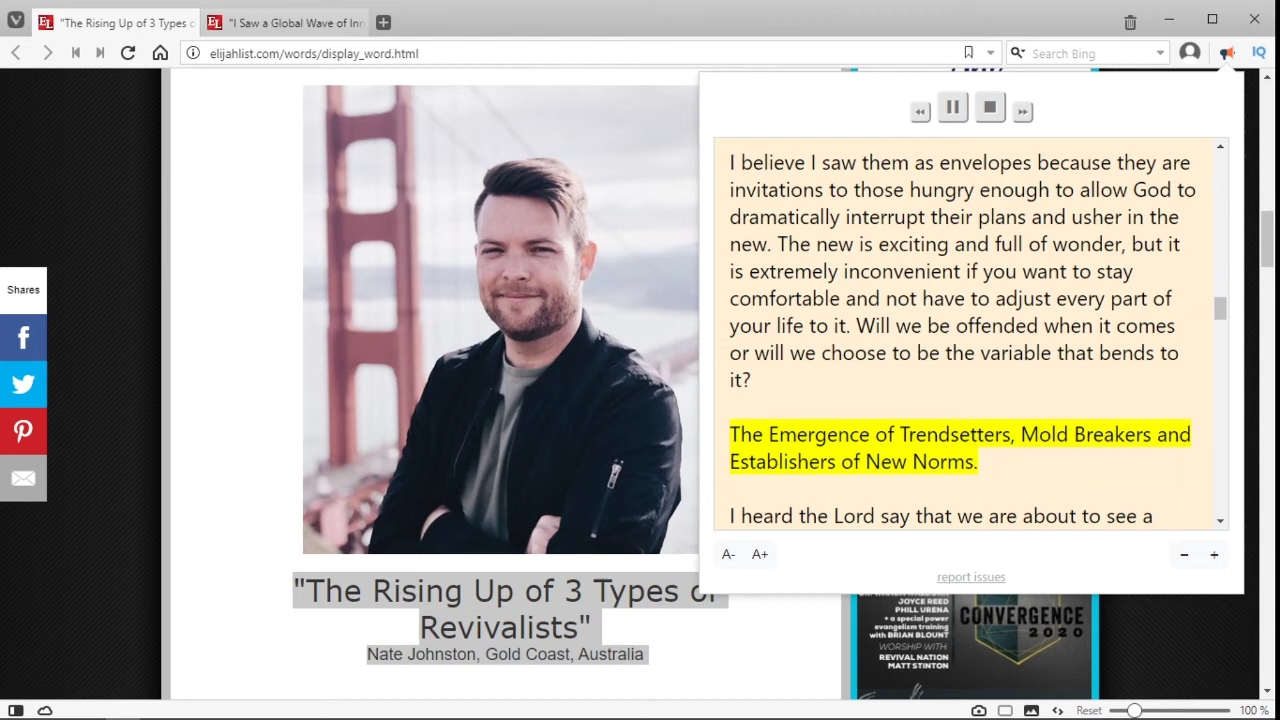 "The Rising Up of 3 Types o
"I Saw a Global Wave of Inn
elijahlist.com/words/display_word.html
Search Bing
IQ
I believe I saw them as envelopes because they are
invitations to those hungry enough to allow God to
dramatically interrupt their plans and usher in the
new. The new is exciting and full of wonder, but it
is extremely inconvenient if you want to stay
comfortable and not have to adjust every part of
your life to it. Will we be offended when it comes
or will we choose to be the variable that bends to
it?
The Emergence of Trendsetters, Mold Breakers and
Establishers of New Norms.
I heard the Lord say that we are about to see a
A- A+
- +
report issues
Shares
"The Rising Up of 3 Types of
Revivalists"
Nate Johnston, Gold Coast, Australia
JOYCE REED
PHILL URENA
+ a special power
evangelism training
with BRIAN BLOUNT
WORSHIP WITH
REVIVAL NATION
MATT STINTON
CONVERGENCE
2020
Reset
100 %